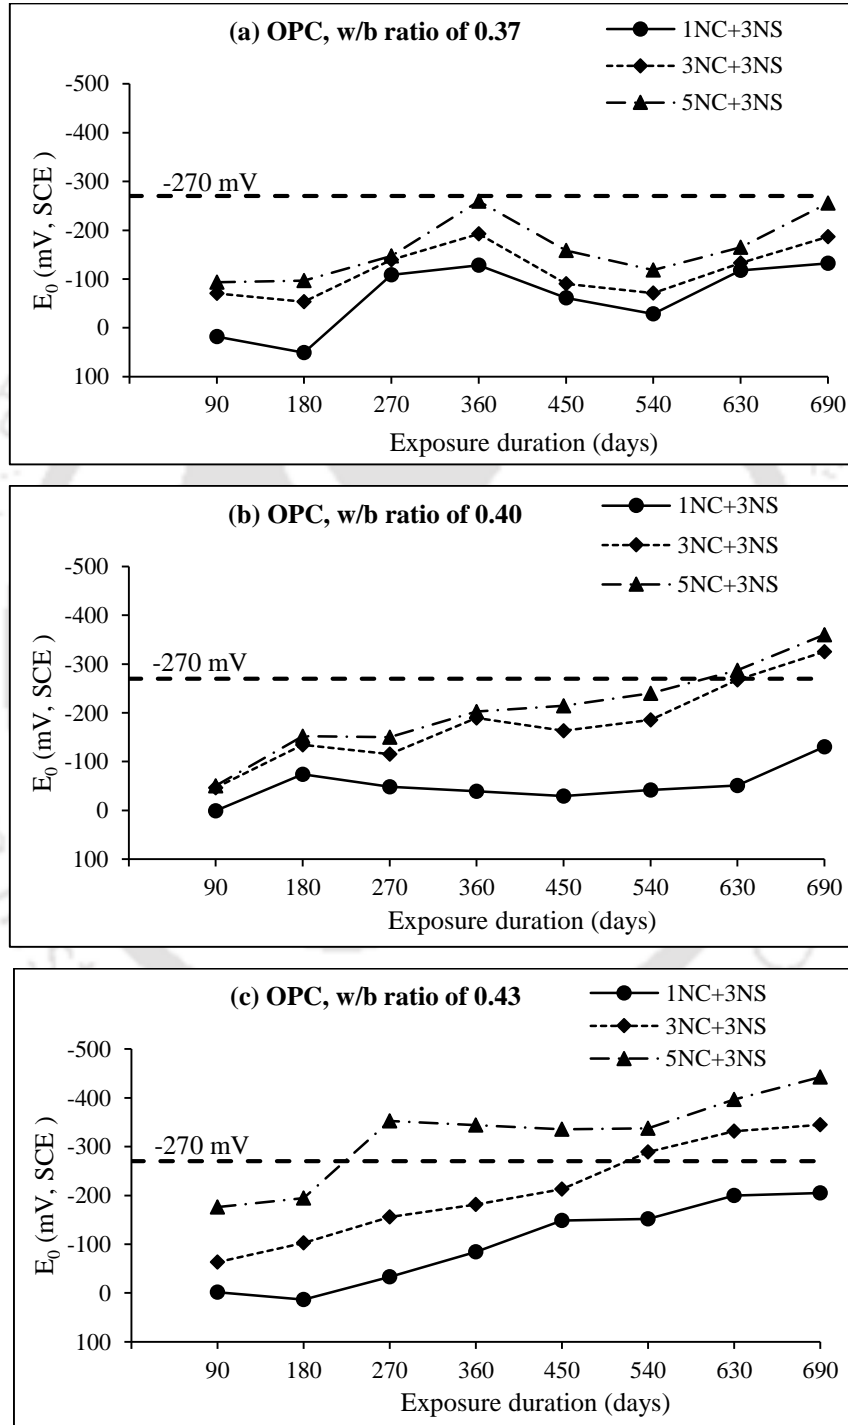 (a) OPC, w/b ratio of 0.37
1NC+3NS
3NC+3NS
5NC+3NS
-500
-400
-300
-200
-100
0
100
-270 mV
E0 (mV, SCE )
90 180 270 360 450 540 630 690
Exposure duration (days)
(b) OPC, w/b ratio of 0.40
1NC+3NS
3NC+3NS
5NC+3NS
-500
-400
-300
-200
-100
0
100
-270 mV
E0 (mV, SCE )
90 180 270 360 450 540 630 690
Exposure duration (days)
(c) OPC, w/b ratio of 0.43
1NC+3NS
3NC+3NS
5NC+3NS
-500
-400
-300
-200
-100
0
100
-270 mV
E0 (mV, SCE )
90 180 270 360 450 540 630 690
Exposure duration (days)